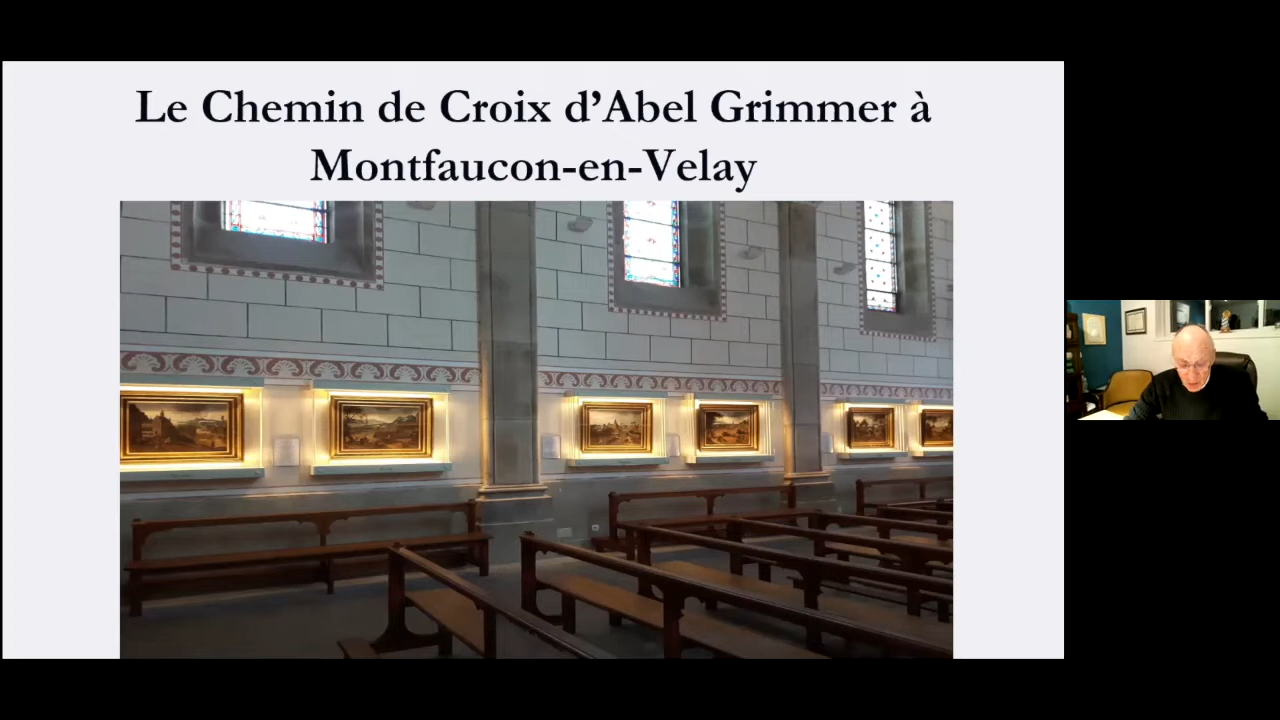 Le Chemin de Croix d’Abel Grimmer à
Montfaucon-en-Velay